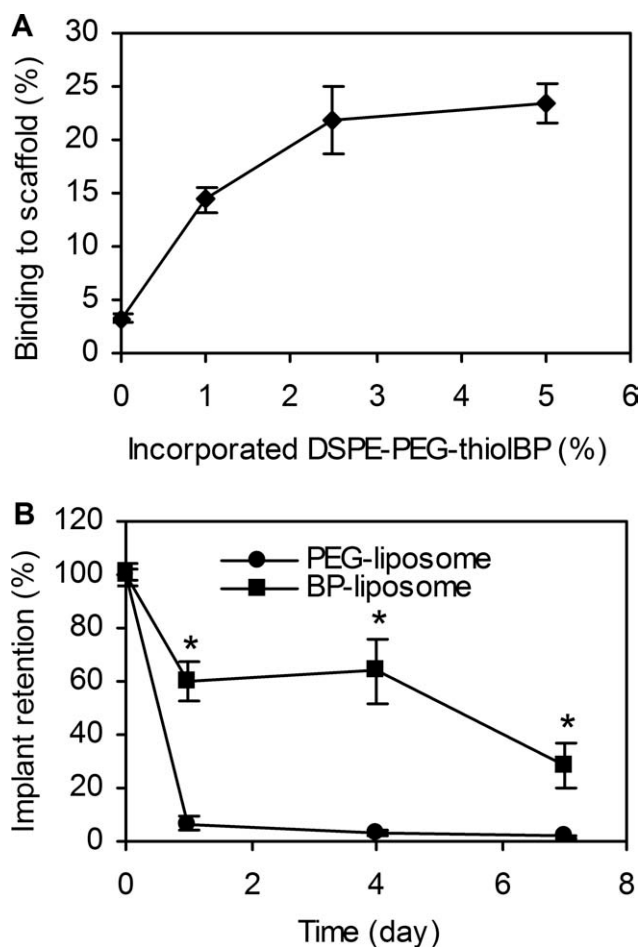 A
30
25
20
15
10
5
0
Binding to scaffold (%)
0 1 2 3 4 5 6
Incorporated DSPE-PEG-thiolBP (%)
B
120
100
80
60
40
20
0
Implant retention (%)
PEG-liposome
BP-liposome
* * *
0 2 4 6 8
Time (day)